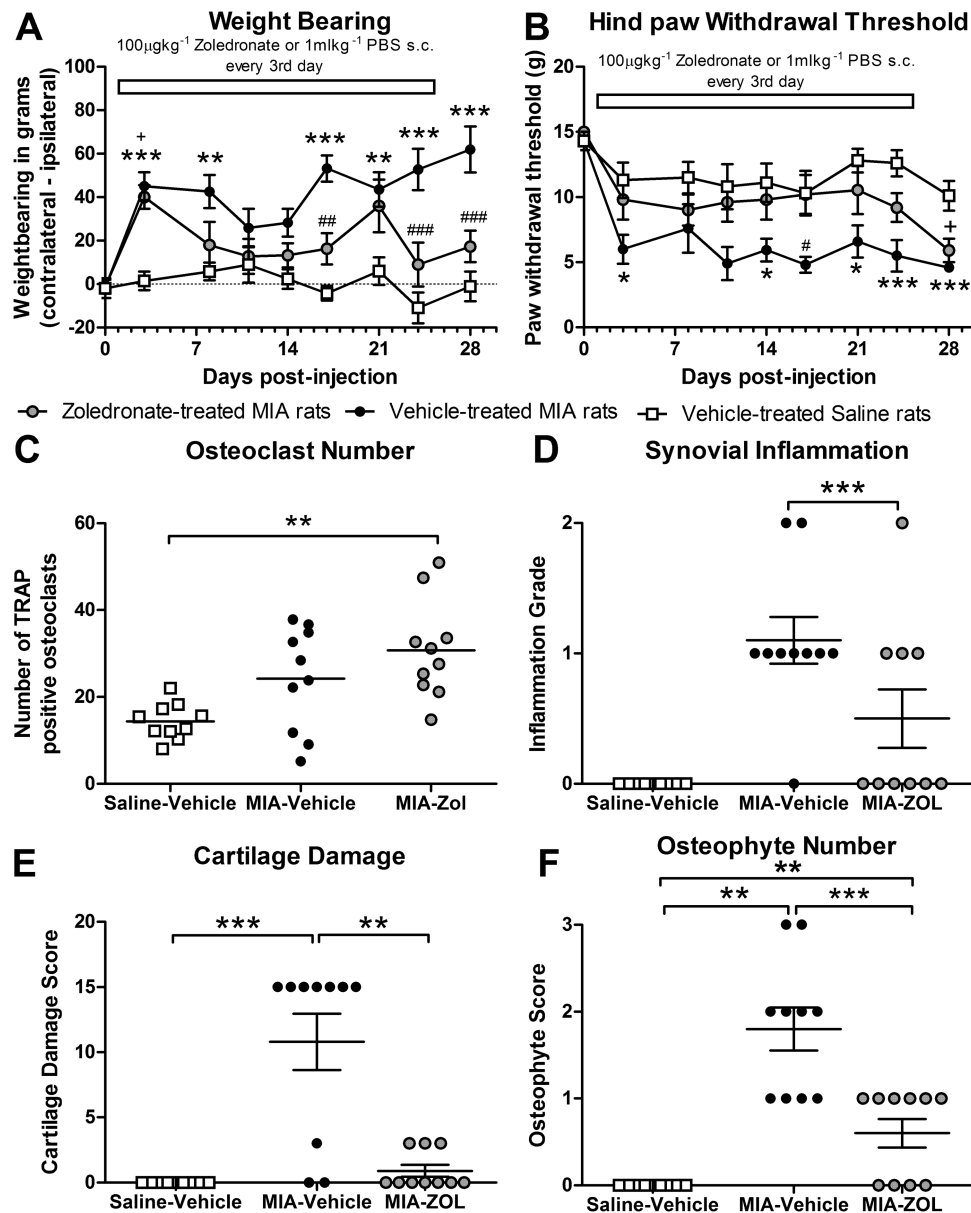 A
Weight Bearing
100μgkg⁻¹ Zoledronate or 1mlkg⁻¹ PBS s.c.
every 3rd day
Weightbearing in grams
(contralateral - ipsilateral)
100
80
60
40
20
0
-20
+
***
**
***
**
***
***
##
###
###
0
7
14
21
28
Days post-injection
B
Hind paw Withdrawal Threshold
100μgkg⁻¹ Zoledronate or 1mlkg⁻¹ PBS s.c.
every 3rd day
Paw withdrawal threshold (g)
20
15
10
5
0
#
+
*
*
*
***
***
0
7
14
21
28
Days post-injection
Zoledronate-treated MIA rats
Vehicle-treated MIA rats
Vehicle-treated Saline rats
C
Osteoclast Number
**
Number of TRAP
positive osteoclasts
60
40
20
0
Saline-Vehicle
MIA-Vehicle
MIA-Zol
D
Synovial Inflammation
***
Inflammation Grade
2
1
0
Saline-Vehicle
MIA-Vehicle
MIA-ZOL
E
Cartilage Damage
***
**
Cartilage Damage Score
20
15
10
5
0
Saline-Vehicle
MIA-Vehicle
MIA-ZOL
F
Osteophyte Number
**
**
***
Osteophyte Score
3
2
1
0
Saline-Vehicle
MIA-Vehicle
MIA-ZOL